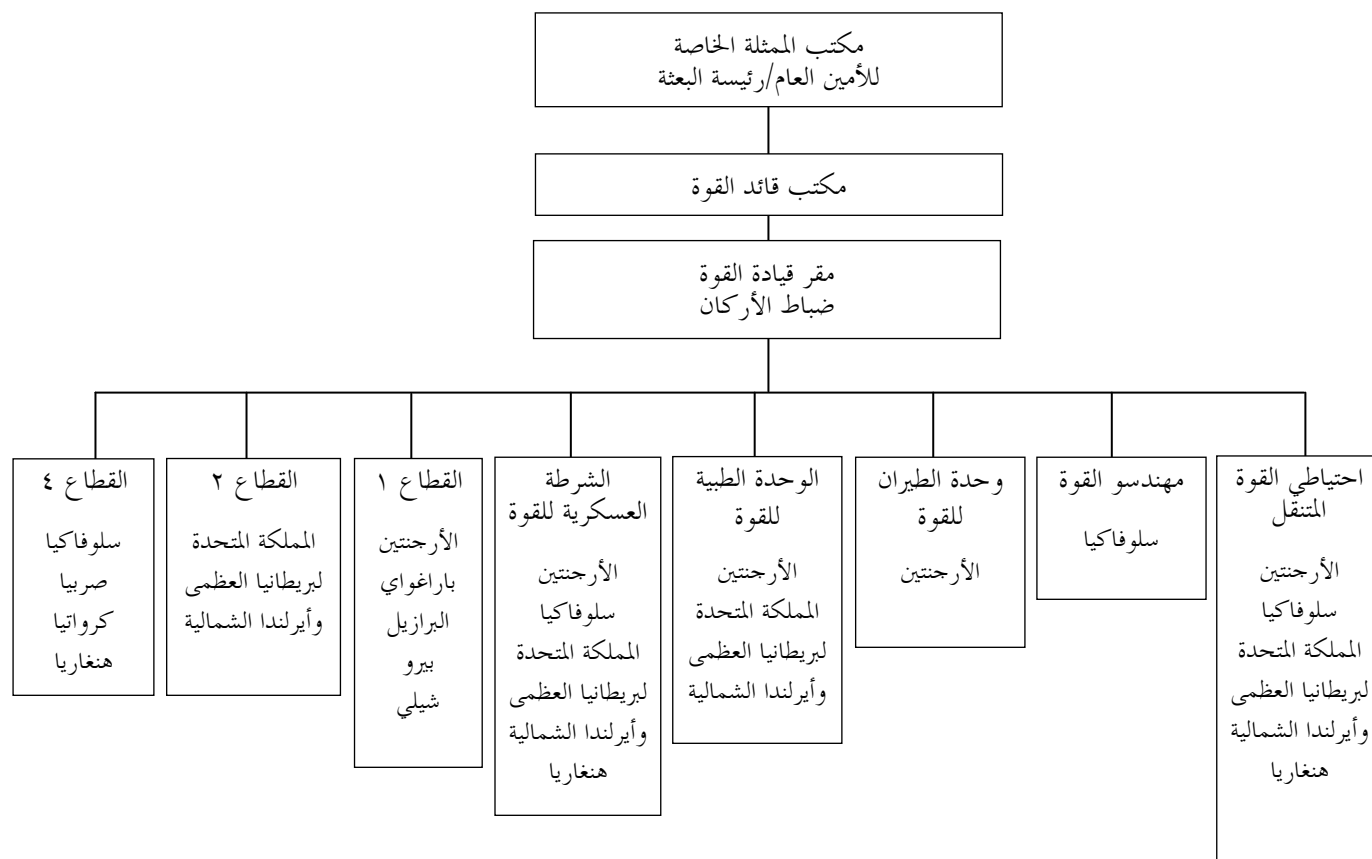 مكتب الممثلة الخاصة
للأمين العام/رئيسة البعثة
مكتب قائد القوة
مقر قيادة القوة
ضباط الأركان
احتياطي القوة
المتنقل
الأرجنتين
سلوفاكيا
المملكة المتحدة
لبريطانيا العظمى
وأيرلندا الشمالية
هنغاريا
مهندسو القوة
سلوفاكيا
وحدة الطيران
للقوة
الأرجنتين
الوحدة الطبية
للقوة
الأرجنتين
المملكة المتحدة
لبريطانيا العظمى
وأيرلندا الشمالية
الشرطة
العسكرية للقوة
الأرجنتين
سلوفاكيا
المملكة المتحدة
لبريطانيا العظمى
وأيرلندا الشمالية
هنغاريا
القطاع ١
الأرجنتين
باراغواي
البرازيل
بيرو
شيلي
القطاع ٢
المملكة المتحدة
لبريطانيا العظمى
وأيرلندا الشمالية
القطاع ٤
سلوفاكيا
صربيا
كرواتيا
هنغاريا